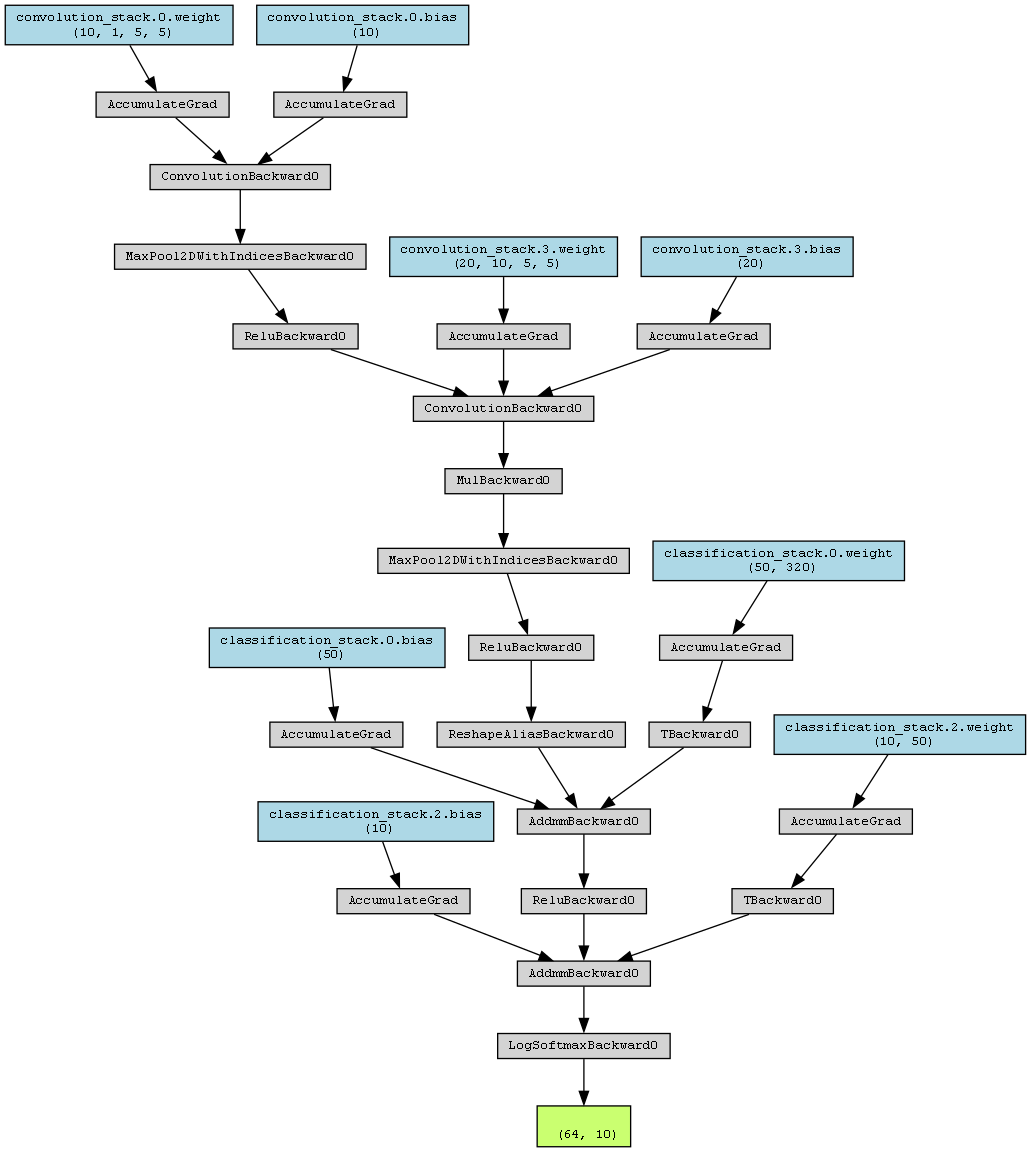 convolution_stack.0.weight
(10, 1, 5, 5)
convolution_stack.0.bias
(10)
AccumulateGrad
AccumulateGrad
ConvolutionBackward0
MaxPool2DWithIndicesBackward0
convolution_stack.3.weight
(20, 10, 5, 5)
convolution_stack.3.bias
(20)
ReluBackward0
AccumulateGrad
AccumulateGrad
ConvolutionBackward0
MulBackward0
MaxPool2DWithIndicesBackward0
classification_stack.0.weight
(50, 320)
classification_stack.0.bias
(50)
ReluBackward0
AccumulateGrad
AccumulateGrad
ReshapeAliasBackward0
TBackward0
classification_stack.2.weight
(10, 50)
classification_stack.2.bias
(10)
AddmmBackward0
AccumulateGrad
AccumulateGrad
ReluBackward0
TBackward0
AddmmBackward0
LogSoftmaxBackward0
(64, 10)